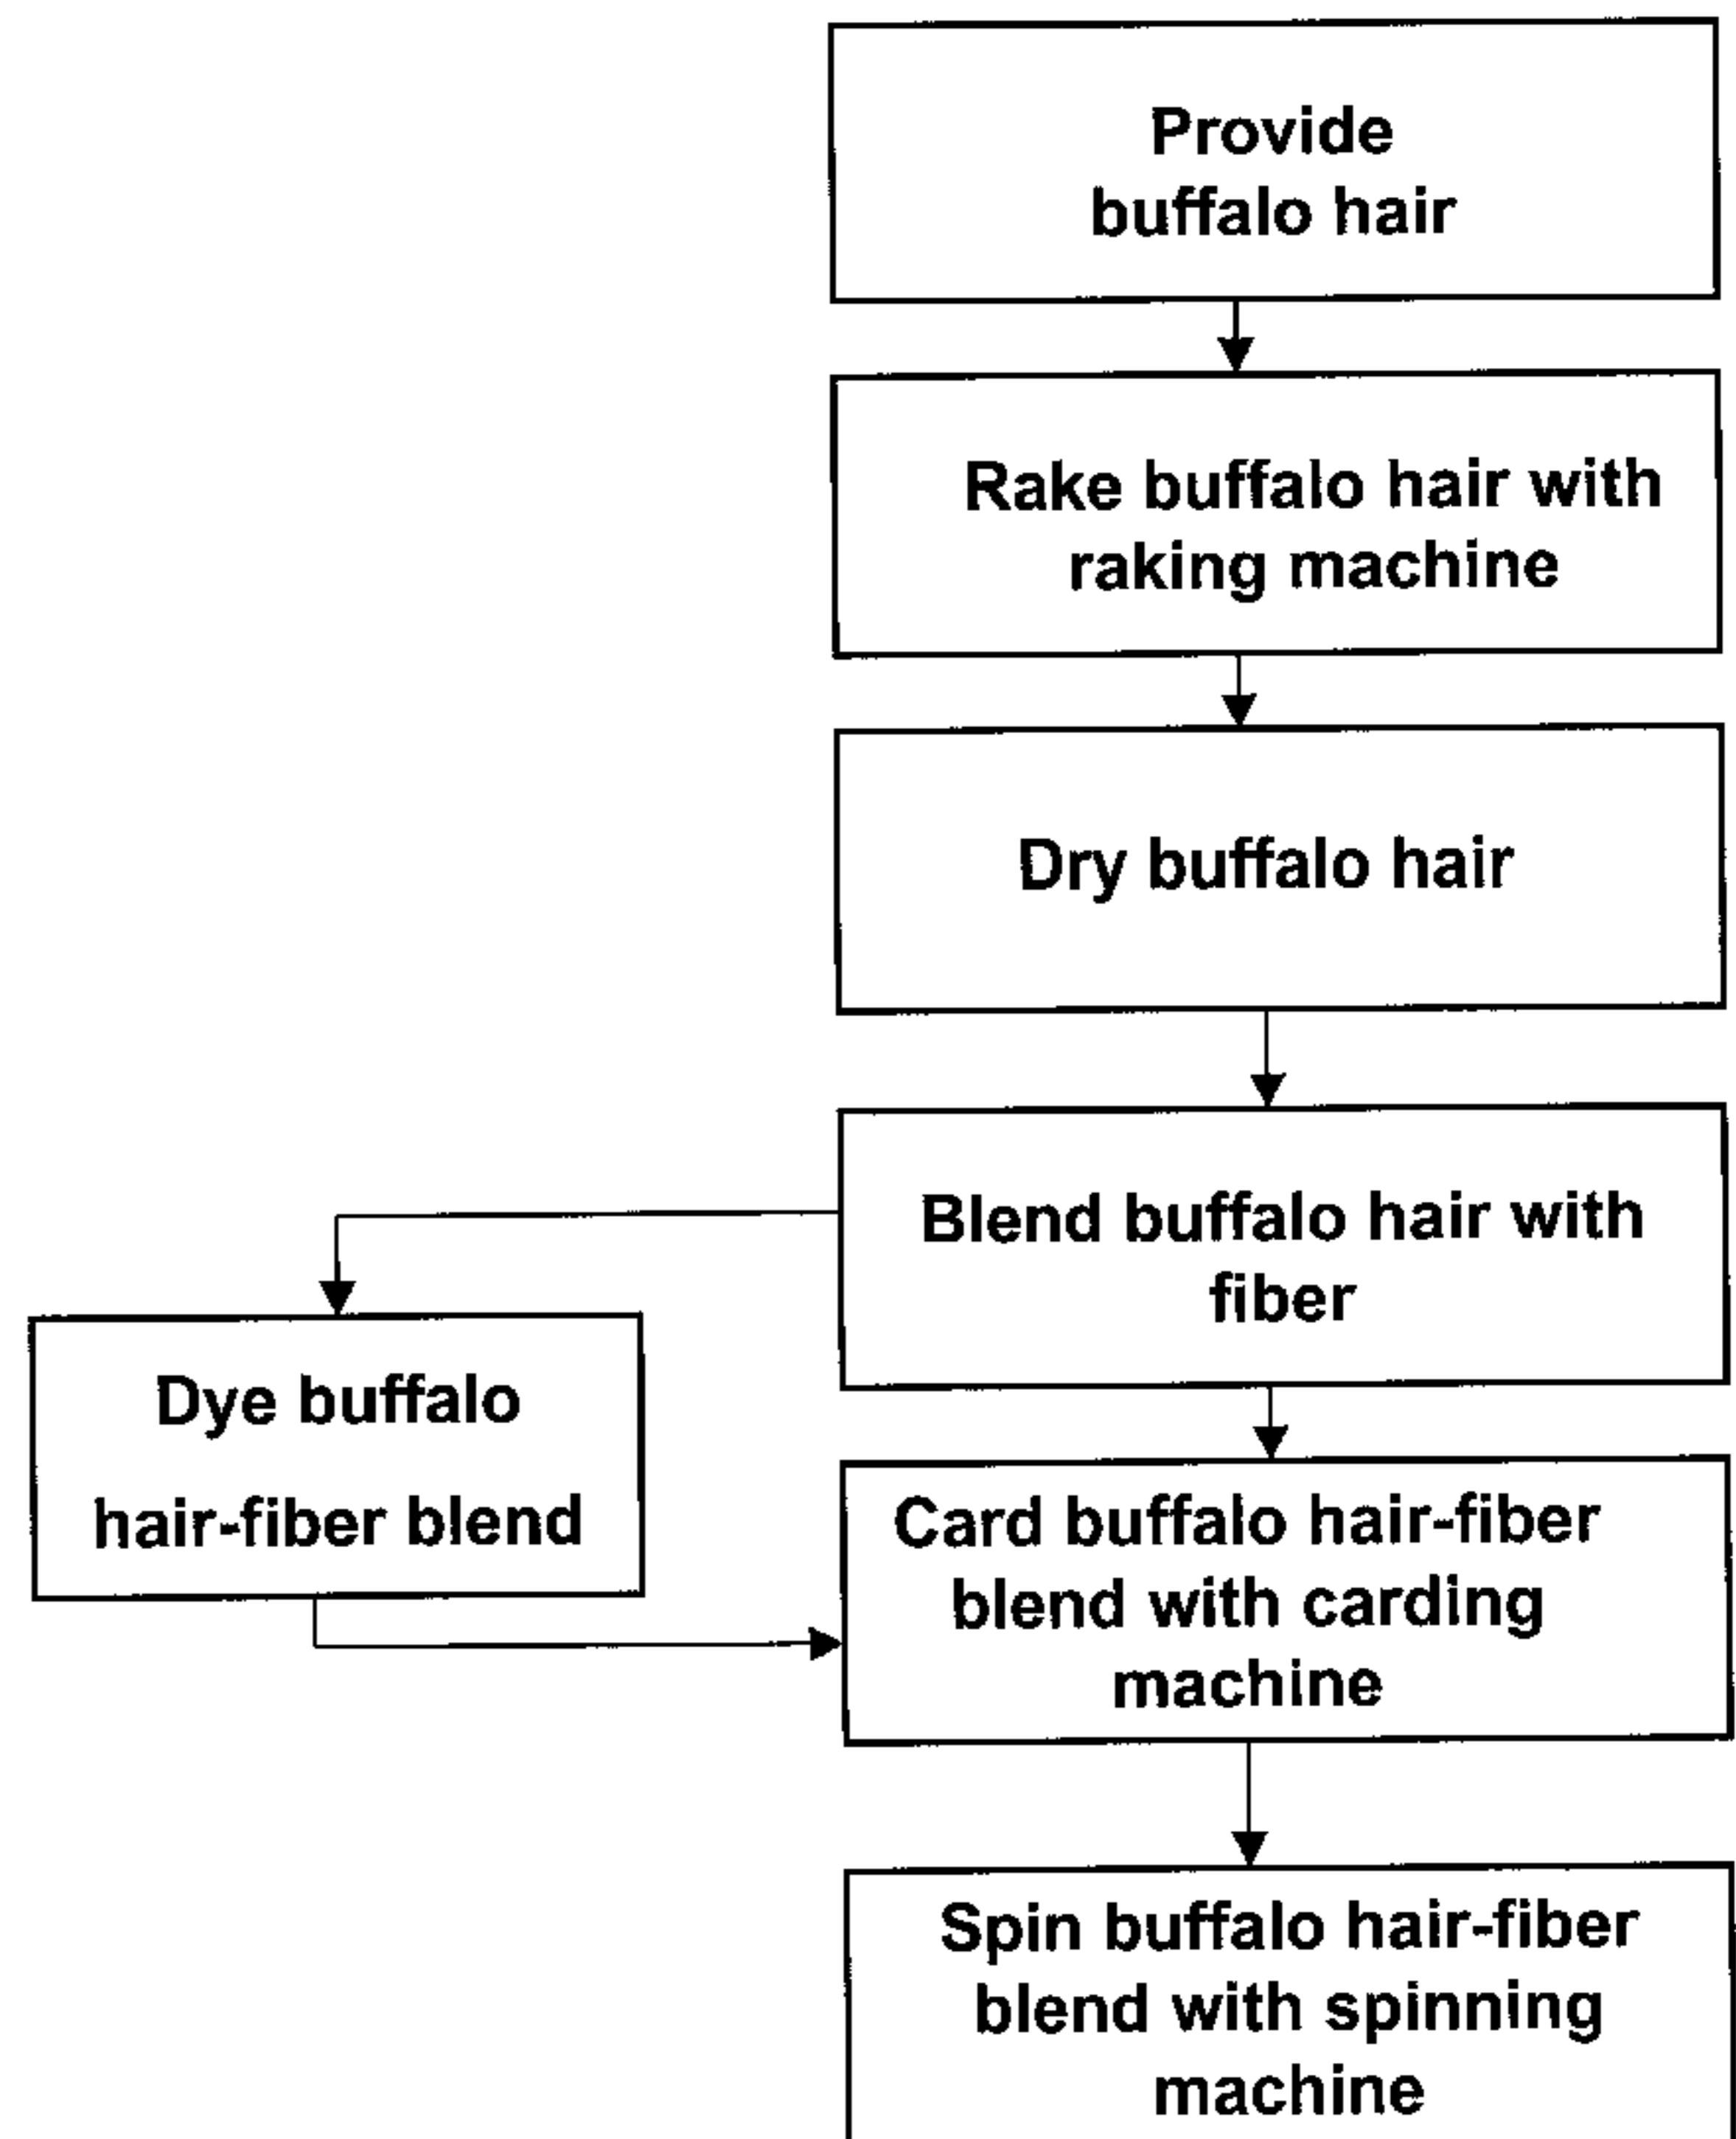 Provide
buffalo hair
Rake buffalo hair with
raking machine
Dry buffalo hair
Blend buffalo hair with
fiber
Dye buffalo
hair-fiber blend
Card buffalo hair-fiber
blend with carding
machine
Spin buffalo hair-fiber
blend with spinning
machine